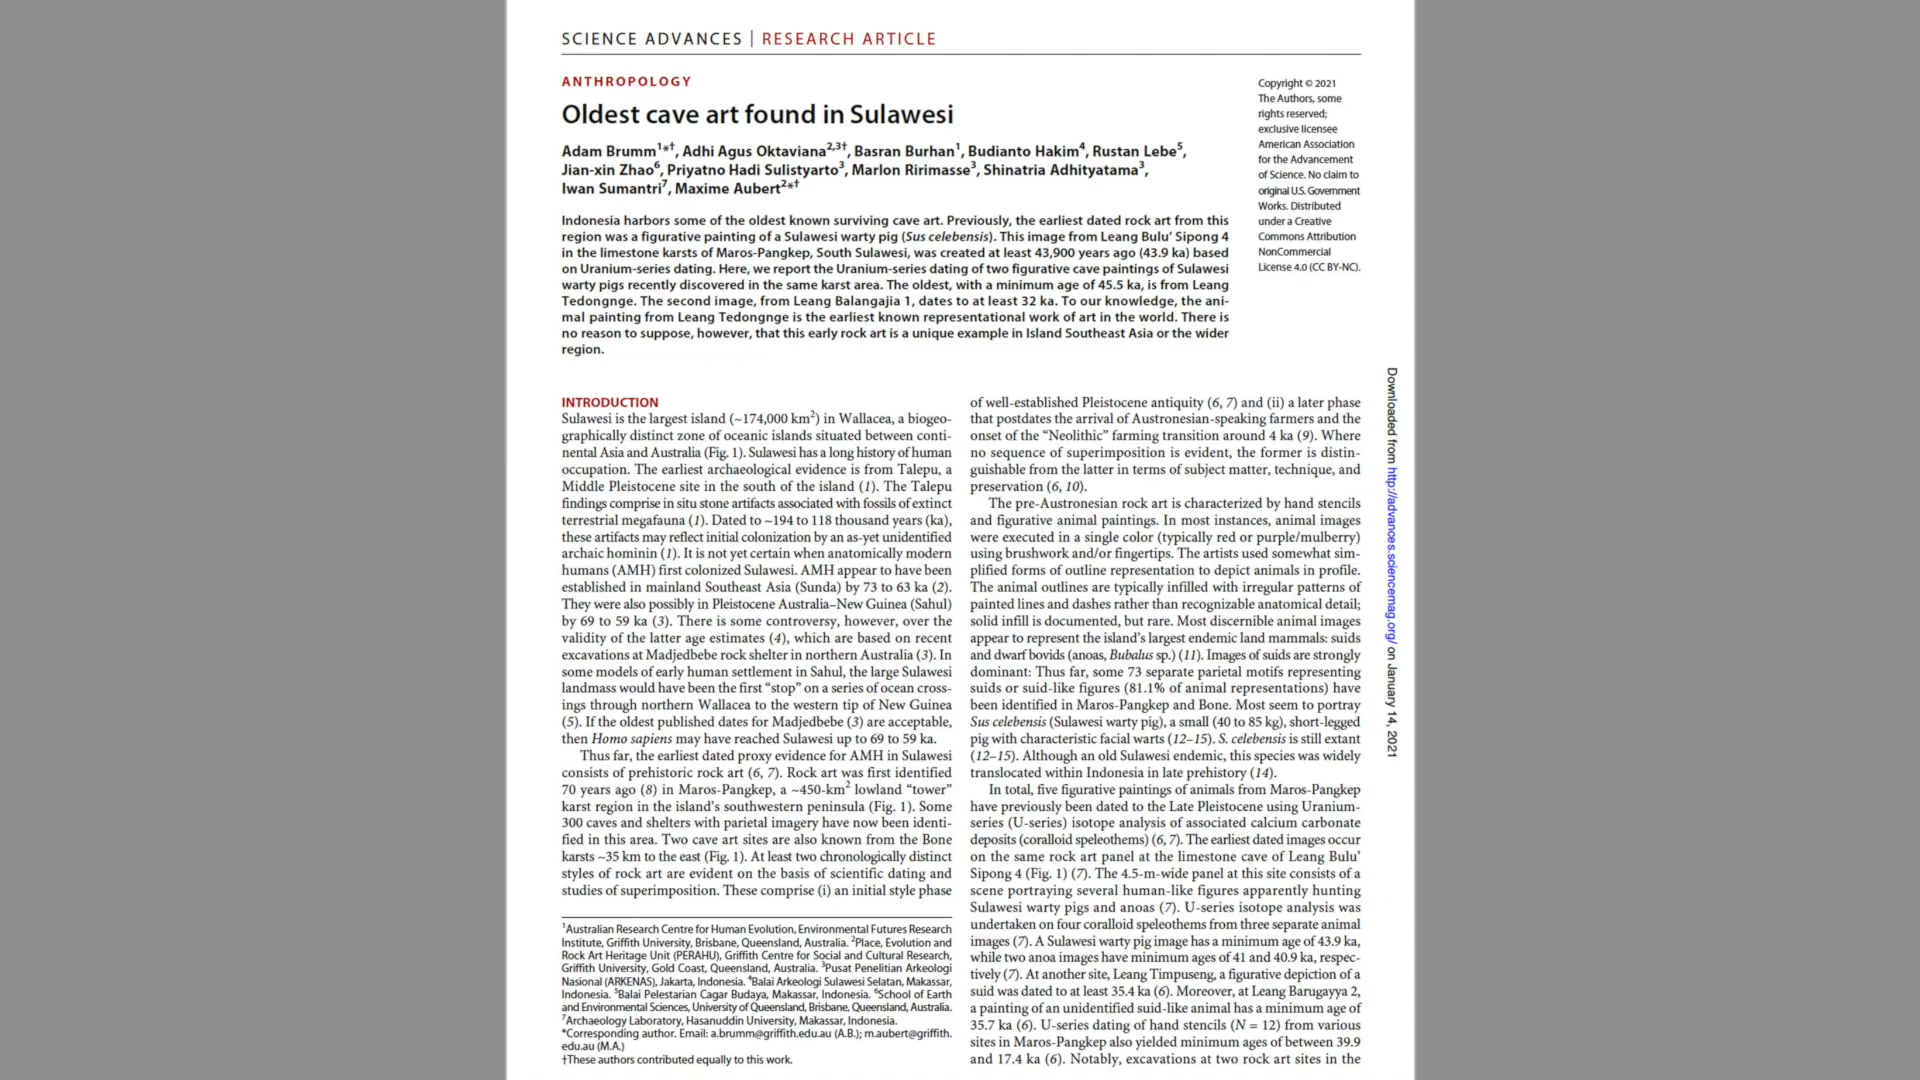 SCIENCE ADVANCES | RESEARCH ARTICLE
ANTHROPOLOGY
Oldest cave art found in Sulawesi
Adam Brumm¹*†, Adhi Agus Oktaviana²,³†, Basran Burhan¹, Budianto Hakim⁴, Rustan Lebe⁵,
Jian-xin Zhao⁶, Priyatno Hadi Sulistyarto³, Marlon Ririmasse³, Shinatria Adhityatama³,
Iwan Sumantri⁷, Maxime Aubert²*†
Indonesia harbors some of the oldest known surviving cave art. Previously, the earliest dated rock art from this
region was a figurative painting of a Sulawesi warty pig (Sus celebensis). This image from Leang Bulu’ Sipong 4
in the limestone karsts of Maros-Pangkep, South Sulawesi, was created at least 43,900 years ago (43.9 ka) based
on Uranium-series dating. Here, we report the Uranium-series dating of two figurative cave paintings of Sulawesi
warty pigs recently discovered in the same karst area. The oldest, with a minimum age of 45.5 ka, is from Leang
Tedongnge. The second image, from Leang Balangajia 1, dates to at least 32 ka. To our knowledge, the ani-
mal painting from Leang Tedongnge is the earliest known representational work of art in the world. There is
no reason to suppose, however, that this early rock art is a unique example in Island Southeast Asia or the wider
region.
Copyright © 2021
The Authors, some
rights reserved;
exclusive licensee
American Association
for the Advancement
of Science. No claim to
original U.S. Government
Works. Distributed
under a Creative
Commons Attribution
NonCommercial
License 4.0 (CC BY-NC).
INTRODUCTION
Sulawesi is the largest island (~174,000 km²) in Wallacea, a biogeo-
graphically distinct zone of oceanic islands situated between conti-
nental Asia and Australia (Fig. 1). Sulawesi has a long history of human
occupation. The earliest archaeological evidence is from Talepu, a
Middle Pleistocene site in the south of the island (1). The Talepu
findings comprise in situ stone artifacts associated with fossils of extinct
terrestrial megafauna (1). Dated to ~194 to 118 thousand years (ka),
these artifacts may reflect initial colonization by an as-yet unidentified
archaic hominin (1). It is not yet certain when anatomically modern
humans (AMH) first colonized Sulawesi. AMH appear to have been
established in mainland Southeast Asia (Sunda) by 73 to 63 ka (2).
They were also possibly in Pleistocene Australia–New Guinea (Sahul)
by 69 to 59 ka (3). There is some controversy, however, over the
validity of the latter age estimates (4), which are based on recent
excavations at Madjedbebe rock shelter in northern Australia (3). In
some models of early human settlement in Sahul, the large Sulawesi
landmass would have been the first “stop” on a series of ocean cross-
ings through northern Wallacea to the western tip of New Guinea
(5). If the oldest published dates for Madjedbebe (3) are acceptable,
then Homo sapiens may have reached Sulawesi up to 69 to 59 ka.
Thus far, the earliest dated proxy evidence for AMH in Sulawesi
consists of prehistoric rock art (6, 7). Rock art was first identified
70 years ago (8) in Maros-Pangkep, a ~450-km² lowland “tower”
karst region in the island’s southwestern peninsula (Fig. 1). Some
300 caves and shelters with parietal imagery have now been identi-
fied in this area. Two cave art sites are also known from the Bone
karsts ~35 km to the east (Fig. 1). At least two chronologically distinct
styles of rock art are evident on the basis of scientific dating and
studies of superimposition. These comprise (i) an initial style phase
¹Australian Research Centre for Human Evolution, Environmental Futures Research
Institute, Griffith University, Brisbane, Queensland, Australia. ²Place, Evolution and
Rock Art Heritage Unit (PERAHU), Griffith Centre for Social and Cultural Research,
Griffith University, Gold Coast, Queensland, Australia. ³Pusat Penelitian Arkeologi
Nasional (ARKENAS), Jakarta, Indonesia. ⁴Balai Arkeologi Sulawesi Selatan, Makassar,
Indonesia. ⁵Balai Pelestarian Cagar Budaya, Makassar, Indonesia. ⁶School of Earth
and Environmental Sciences, University of Queensland, Brisbane, Queensland, Australia.
⁷Archaeology Laboratory, Hasanuddin University, Makassar, Indonesia.
*Corresponding author. Email: a.brumm@griffith.edu.au (A.B.); m.aubert@griffith.
edu.au (M.A.)
†These authors contributed equally to this work.
of well-established Pleistocene antiquity (6, 7) and (ii) a later phase
that postdates the arrival of Austronesian-speaking farmers and the
onset of the “Neolithic” farming transition around 4 ka (9). Where
no sequence of superimposition is evident, the former is distin-
guishable from the latter in terms of subject matter, technique, and
preservation (6, 10).
The pre-Austronesian rock art is characterized by hand stencils
and figurative animal paintings. In most instances, animal images
were executed in a single color (typically red or purple/mulberry)
using brushwork and/or fingertips. The artists used somewhat sim-
plified forms of outline representation to depict animals in profile.
The animal outlines are typically infilled with irregular patterns of
painted lines and dashes rather than recognizable anatomical detail;
solid infill is documented, but rare. Most discernible animal images
appear to represent the island’s largest endemic land mammals: suids
and dwarf bovids (anoas, Bubalus sp.) (11). Images of suids are strongly
dominant: Thus far, some 73 separate parietal motifs representing
suids or suid-like figures (81.1% of animal representations) have
been identified in Maros-Pangkep and Bone. Most seem to portray
Sus celebensis (Sulawesi warty pig), a small (40 to 85 kg), short-legged
pig with characteristic facial warts (12–15). S. celebensis is still extant
(12–15). Although an old Sulawesi endemic, this species was widely
translocated within Indonesia in late prehistory (14).
In total, five figurative paintings of animals from Maros-Pangkep
have previously been dated to the Late Pleistocene using Uranium-
series (U-series) isotope analysis of associated calcium carbonate
deposits (coralloid speleothems) (6, 7). The earliest dated images occur
on the same rock art panel at the limestone cave of Leang Bulu’
Sipong 4 (Fig. 1) (7). The 4.5-m-wide panel at this site consists of a
scene portraying several human-like figures apparently hunting
Sulawesi warty pigs and anoas (7). U-series isotope analysis was
undertaken on four coralloid speleothems from three separate animal
images (7). A Sulawesi warty pig image has a minimum age of 43.9 ka,
while two anoa images have minimum ages of 41 and 40.9 ka, respec-
tively (7). At another site, Leang Timpuseng, a figurative depiction of a
suid was dated to at least 35.4 ka (6). Moreover, at Leang Barugayya 2,
a painting of an unidentified suid-like animal has a minimum age of
35.7 ka (6). U-series dating of hand stencils (N = 12) from various
sites in Maros-Pangkep also yielded minimum ages of between 39.9
and 17.4 ka (6). Notably, excavations at two rock art sites in the
Downloaded from http://advances.sciencemag.org/ on January 14, 2021